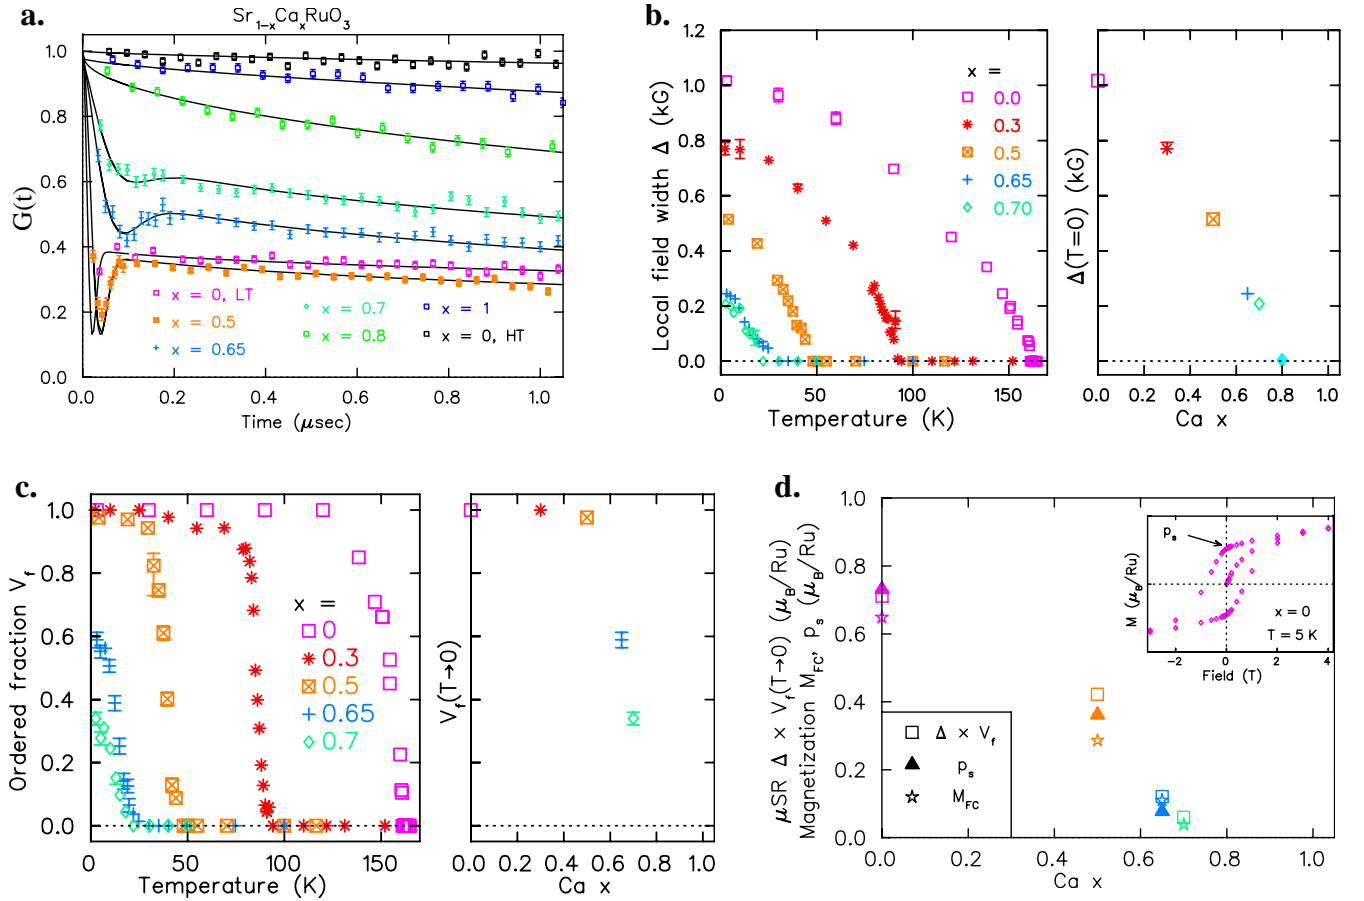 a.
Sr1-xCaxRuO3
G(t)
1.0
0.8
0.6
0.4
0.2
0.0
x = 0, LT
x = 0.5
x = 0.65
x = 0.7
x = 0.8
x = 1
x = 0, HT
0.0 0.2 0.4 0.6 0.8 1.0
Time (μsec)
b.
Local field width Δ (kG)
1.2
1.0
0.8
0.6
0.4
0.2
0.0
x =
0.0
0.3
0.5
0.65
0.70
0 50 100 150
Temperature (K)
Δ(T=0) (kG)
0.0 0.2 0.4 0.6 0.8 1.0
Ca x
c.
Ordered fraction Vf
1.0
0.8
0.6
0.4
0.2
0.0
x =
0
0.3
0.5
0.65
0.7
0 50 100 150
Temperature (K)
Vf(T→0)
0.0 0.2 0.4 0.6 0.8 1.0
Ca x
d.
μSR Δ × Vf(T→0) (μB/Ru)
Magnetization MFC, ps (μB/Ru)
1.0
0.8
0.6
0.4
0.2
0.0
Δ × Vf
ps
MFC
0.0 0.2 0.4 0.6 0.8 1.0
Ca x
M (μB/Ru)
ps
x = 0
T = 5 K
−2 0 2 4
Field (T)